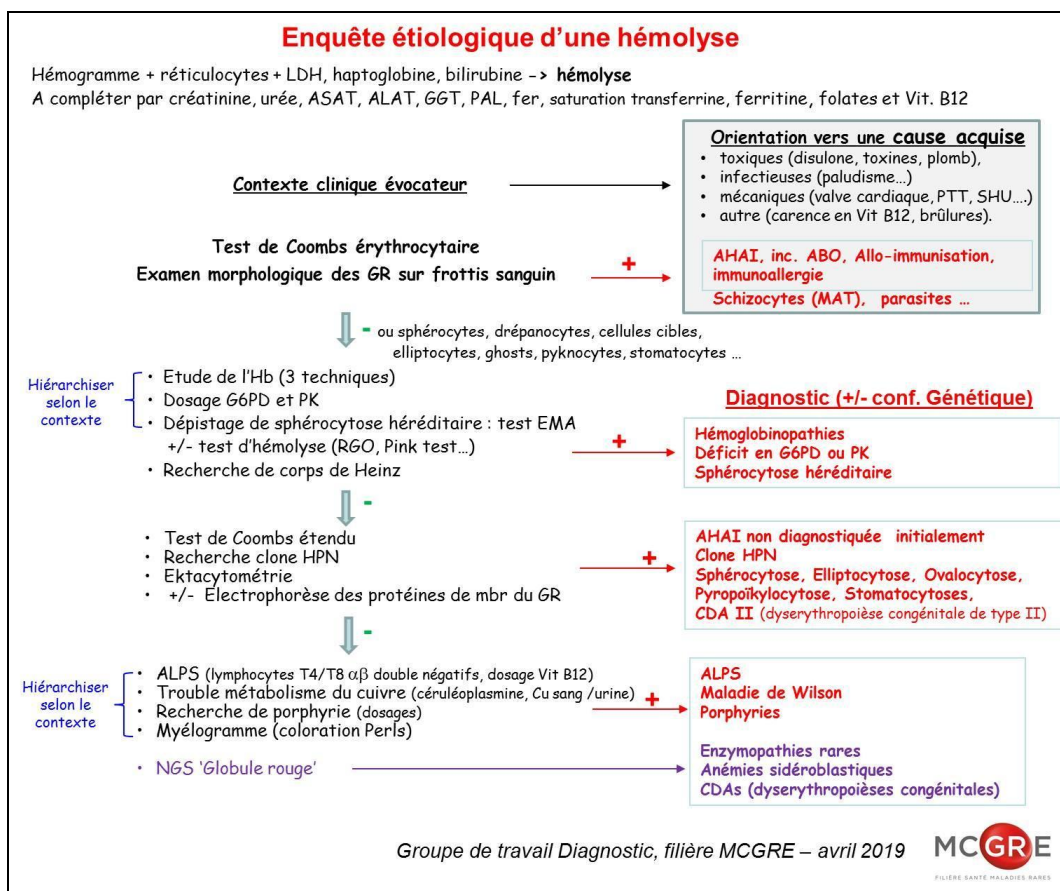 Enquête étiologique d'une hémolyse
Hémogramme + réticulocytes + LDH, haptoglobine, bilirubine -> hémolyse
A compléter par créatinine, urée, ASAT, ALAT, GGT, PAL, fer, saturation transferrine, ferritine, folates et Vit. B12
Contexte clinique évocateur
Orientation vers une cause acquise
• toxiques (disulone, toxines, plomb),
• infectieuses (paludisme...)
• mécaniques (valve cardiaque, PTT, SHU....)
• autre (carence en Vit B12, brûlures).
Test de Coombs érythrocytaire
Examen morphologique des GR sur frottis sanguin
+
AHAI, inc. ABO, Allo-immunisation,
immunoallergie
Schizocytes (MAT), parasites ...
- ou sphérocytes, drépanocytes, cellules cibles,
elliptocytes, ghosts, pyknocytes, stomatocytes ...
Hiérarchiser
selon le
contexte
• Etude de l'Hb (3 techniques)
• Dosage G6PD et PK
• Dépistage de sphérocytose héréditaire : test EMA
+/- test d'hémolyse (RGO, Pink test...)
• Recherche de corps de Heinz
+
Diagnostic (+/- conf. Génétique)
Hémoglobinopathies
Déficit en G6PD ou PK
Sphérocytose héréditaire
-
• Test de Coombs étendu
• Recherche clone HPN
• Ektacytométrie
• +/- Electrophorèse des protéines de mbr du GR
+
AHAI non diagnostiquée initialement
Clone HPN
Sphérocytose, Elliptocytose, Ovalocytose,
Pyropoïkylocytose, Stomatocytoses,
CDA II (dyserythropoièse congénitale de type II)
-
Hiérarchiser
selon le
contexte
• ALPS (lymphocytes T4/T8 αβ double négatifs, dosage Vit B12)
• Trouble métabolisme du cuivre (céruléoplasmine, Cu sang /urine)
• Recherche de porphyrie (dosages)
• Myélogramme (coloration Perls)
+
ALPS
Maladie de Wilson
Porphyries
• NGS 'Globule rouge'
Enzymopathies rares
Anémies sidéroblastiques
CDAs (dyserythropoièses congénitales)
Groupe de travail Diagnostic, filière MCGRE – avril 2019
MCGRE
FILIÈRE SANTÉ MALADIES RARES